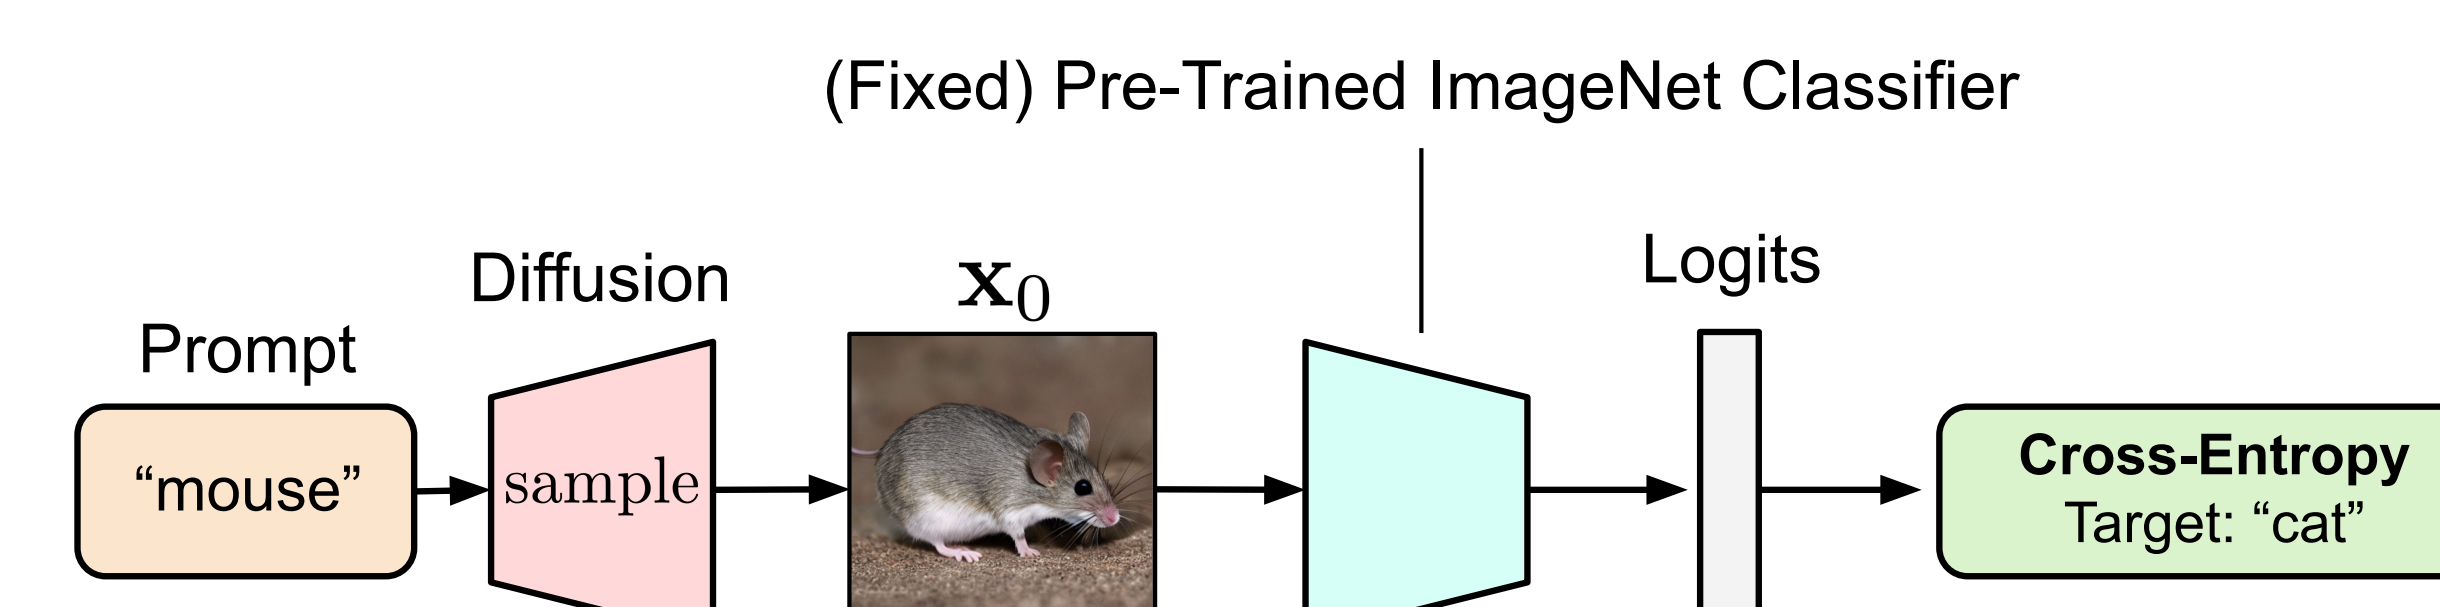 (Fixed) Pre-Trained ImageNet Classifier
Prompt
Diffusion
x₀
Logits
“mouse”
sample
Cross-Entropy
Target: “cat”